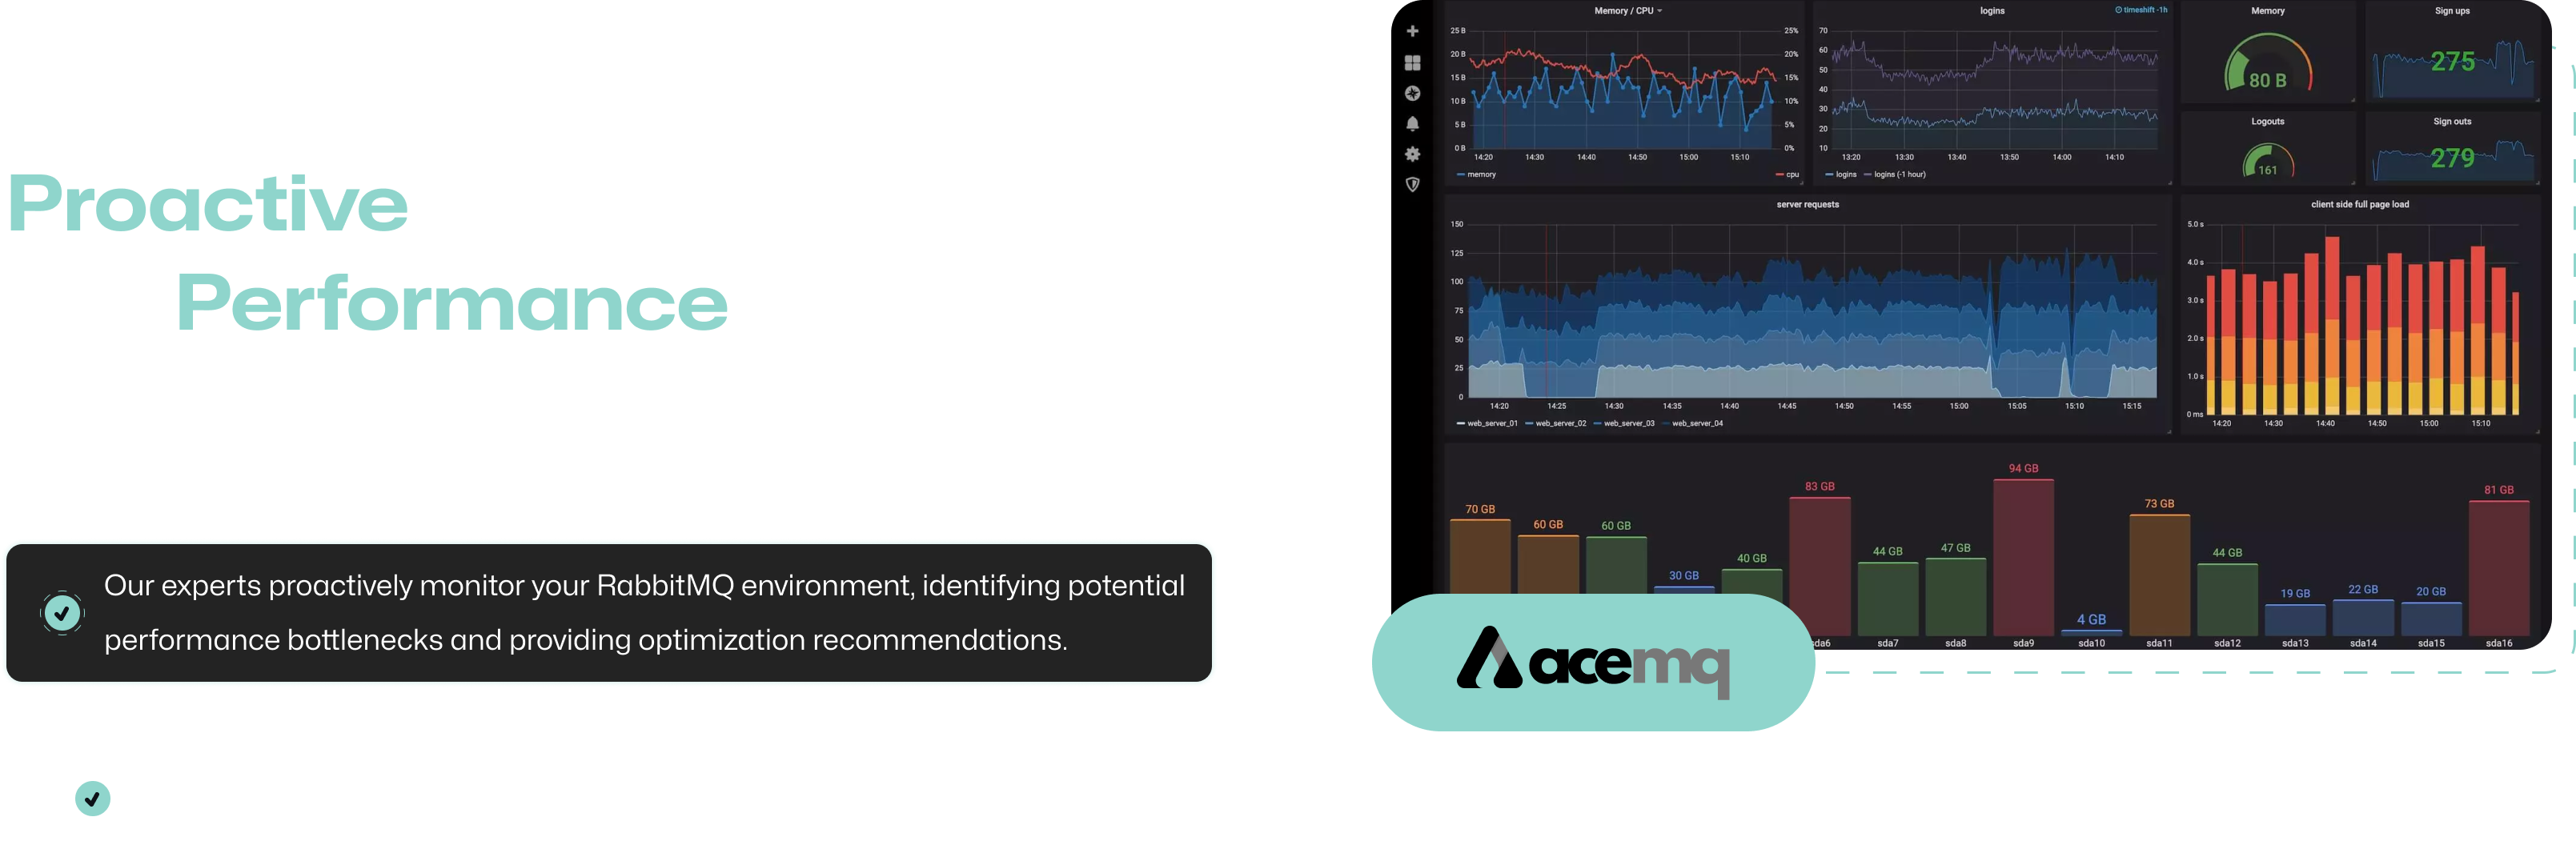 Proactive
Performance
Our experts proactively monitor your RabbitMQ environment, identifying potential
performance bottlenecks and providing optimization recommendations.
Memory / CPU
25 B
20 B
15 B
10 B
5 B
0 B
25%
20%
15%
10%
5%
0%
14:20 14:30 14:40 14:50 15:00 15:10
memory cpu
logins
timeshift -1h
70
60
50
40
30
20
10
13:20 13:30 13:40 13:50 14:00 14:10
logins logins (-1 hour)
Memory
80 B
Sign ups
275
Logouts
161
Sign outs
279
server requests
150
125
100
75
50
25
0
14:20 14:25 14:30 14:35 14:40 14:45 14:50 14:55 15:00 15:05 15:10 15:15
web_server_01 web_server_02 web_server_03 web_server_04
client side full page load
5.0 s
4.0 s
3.0 s
2.0 s
1.0 s
0 ms
14:20 14:30 14:40 14:50 15:00 15:10
70 GB 60 GB 60 GB 30 GB 40 GB 83 GB 44 GB 47 GB 94 GB 4 GB 73 GB 44 GB 19 GB 22 GB 20 GB 81 GB
sda6 sda7 sda8 sda9 sda10 sda11 sda12 sda13 sda14 sda15 sda16
acemq